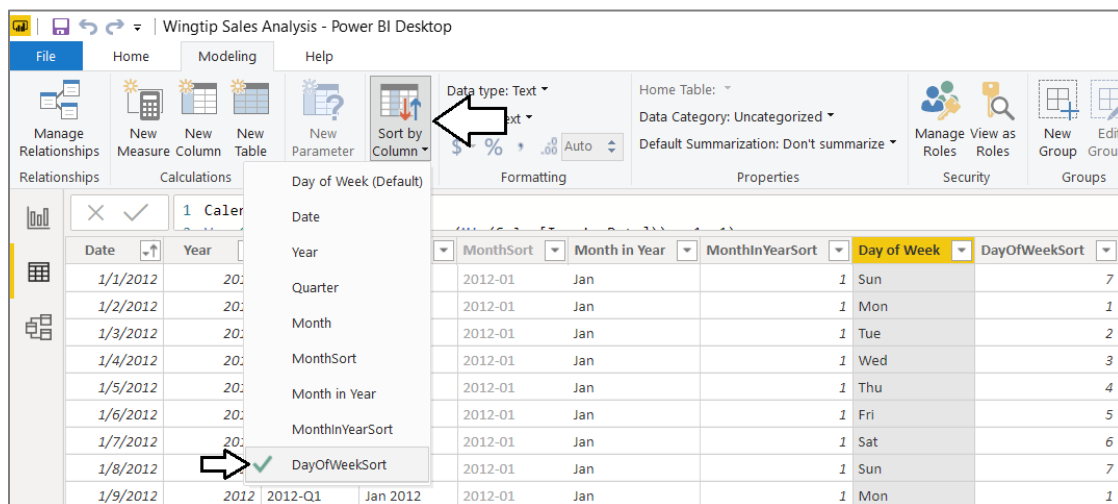 Wingtip Sales Analysis - Power BI Desktop
File Home Modeling Help
Manage Relationships
New Measure
New Column
New Table
New Parameter
Sort by Column
Data type: Text
$ % , .00 Auto
Home Table:
Data Category: Uncategorized
Default Summarization: Don't summarize
Manage Roles
View as Roles
New Group
Relationships Calculations Formatting Properties Security Groups
Day of Week (Default)
Date
Year
Quarter
Month
MonthSort
Month in Year
MonthInYearSort
DayOfWeekSort
1
Date Year MonthSort Month in Year MonthInYearSort Day of Week DayOfWeekSort
1/1/2012 2012-01 Jan 1 Sun 7
1/2/2012 2012-01 Jan 1 Mon 1
1/3/2012 2012-01 Jan 1 Tue 2
1/4/2012 2012-01 Jan 1 Wed 3
1/5/2012 2012-01 Jan 1 Thu 4
1/6/2012 2012-01 Jan 1 Fri 5
1/7/2012 2012-01 Jan 1 Sat 6
1/8/2012 2012-01 Jan 1 Sun 7
1/9/2012 2012 2012-Q1 Jan 2012 2012-01 Jan 1 Mon 1